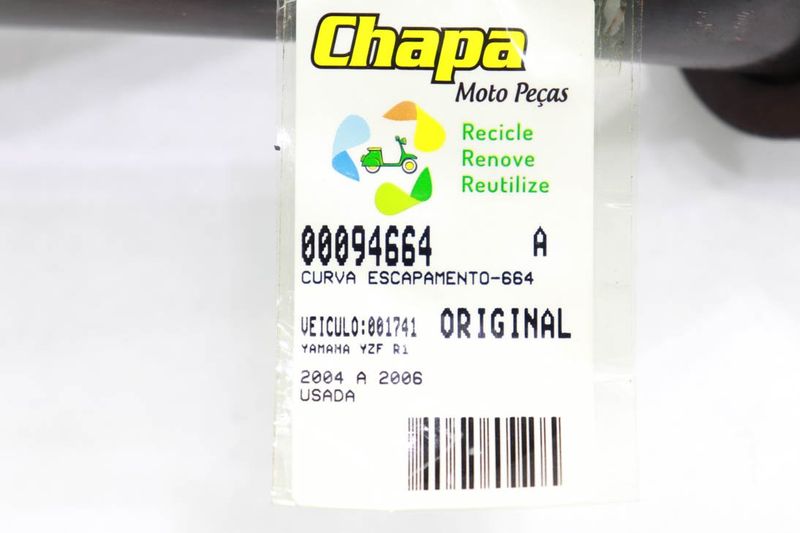 Chapa
Moto Peças
Recicle
Renove
Reutilize
00094664 A
CURVA ESCAPAMENTO-664
VEICULO:001741 ORIGINAL
YAMAHA YZF R1
2004 A 2006
USADA